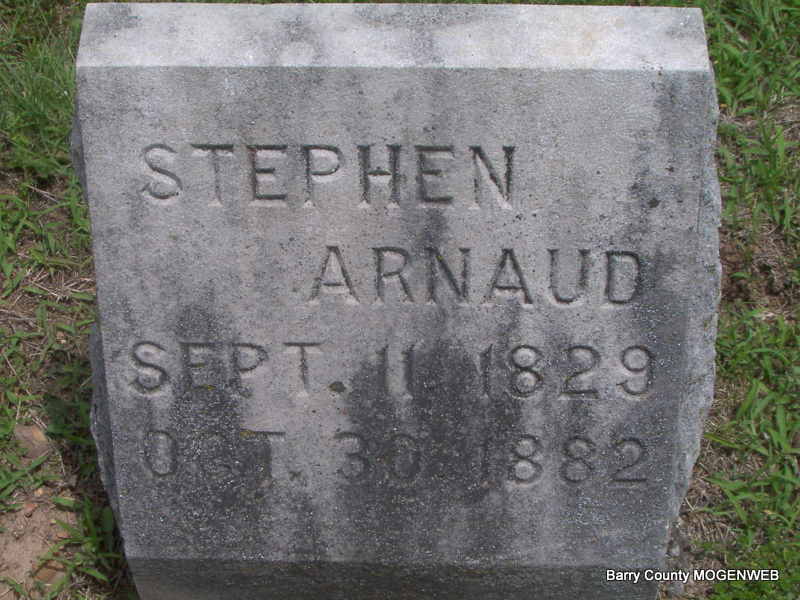 STEPHEN
ARNAUD
SEPT. 11 1829
OCT. 30 1882
Barry County MOGENWEB